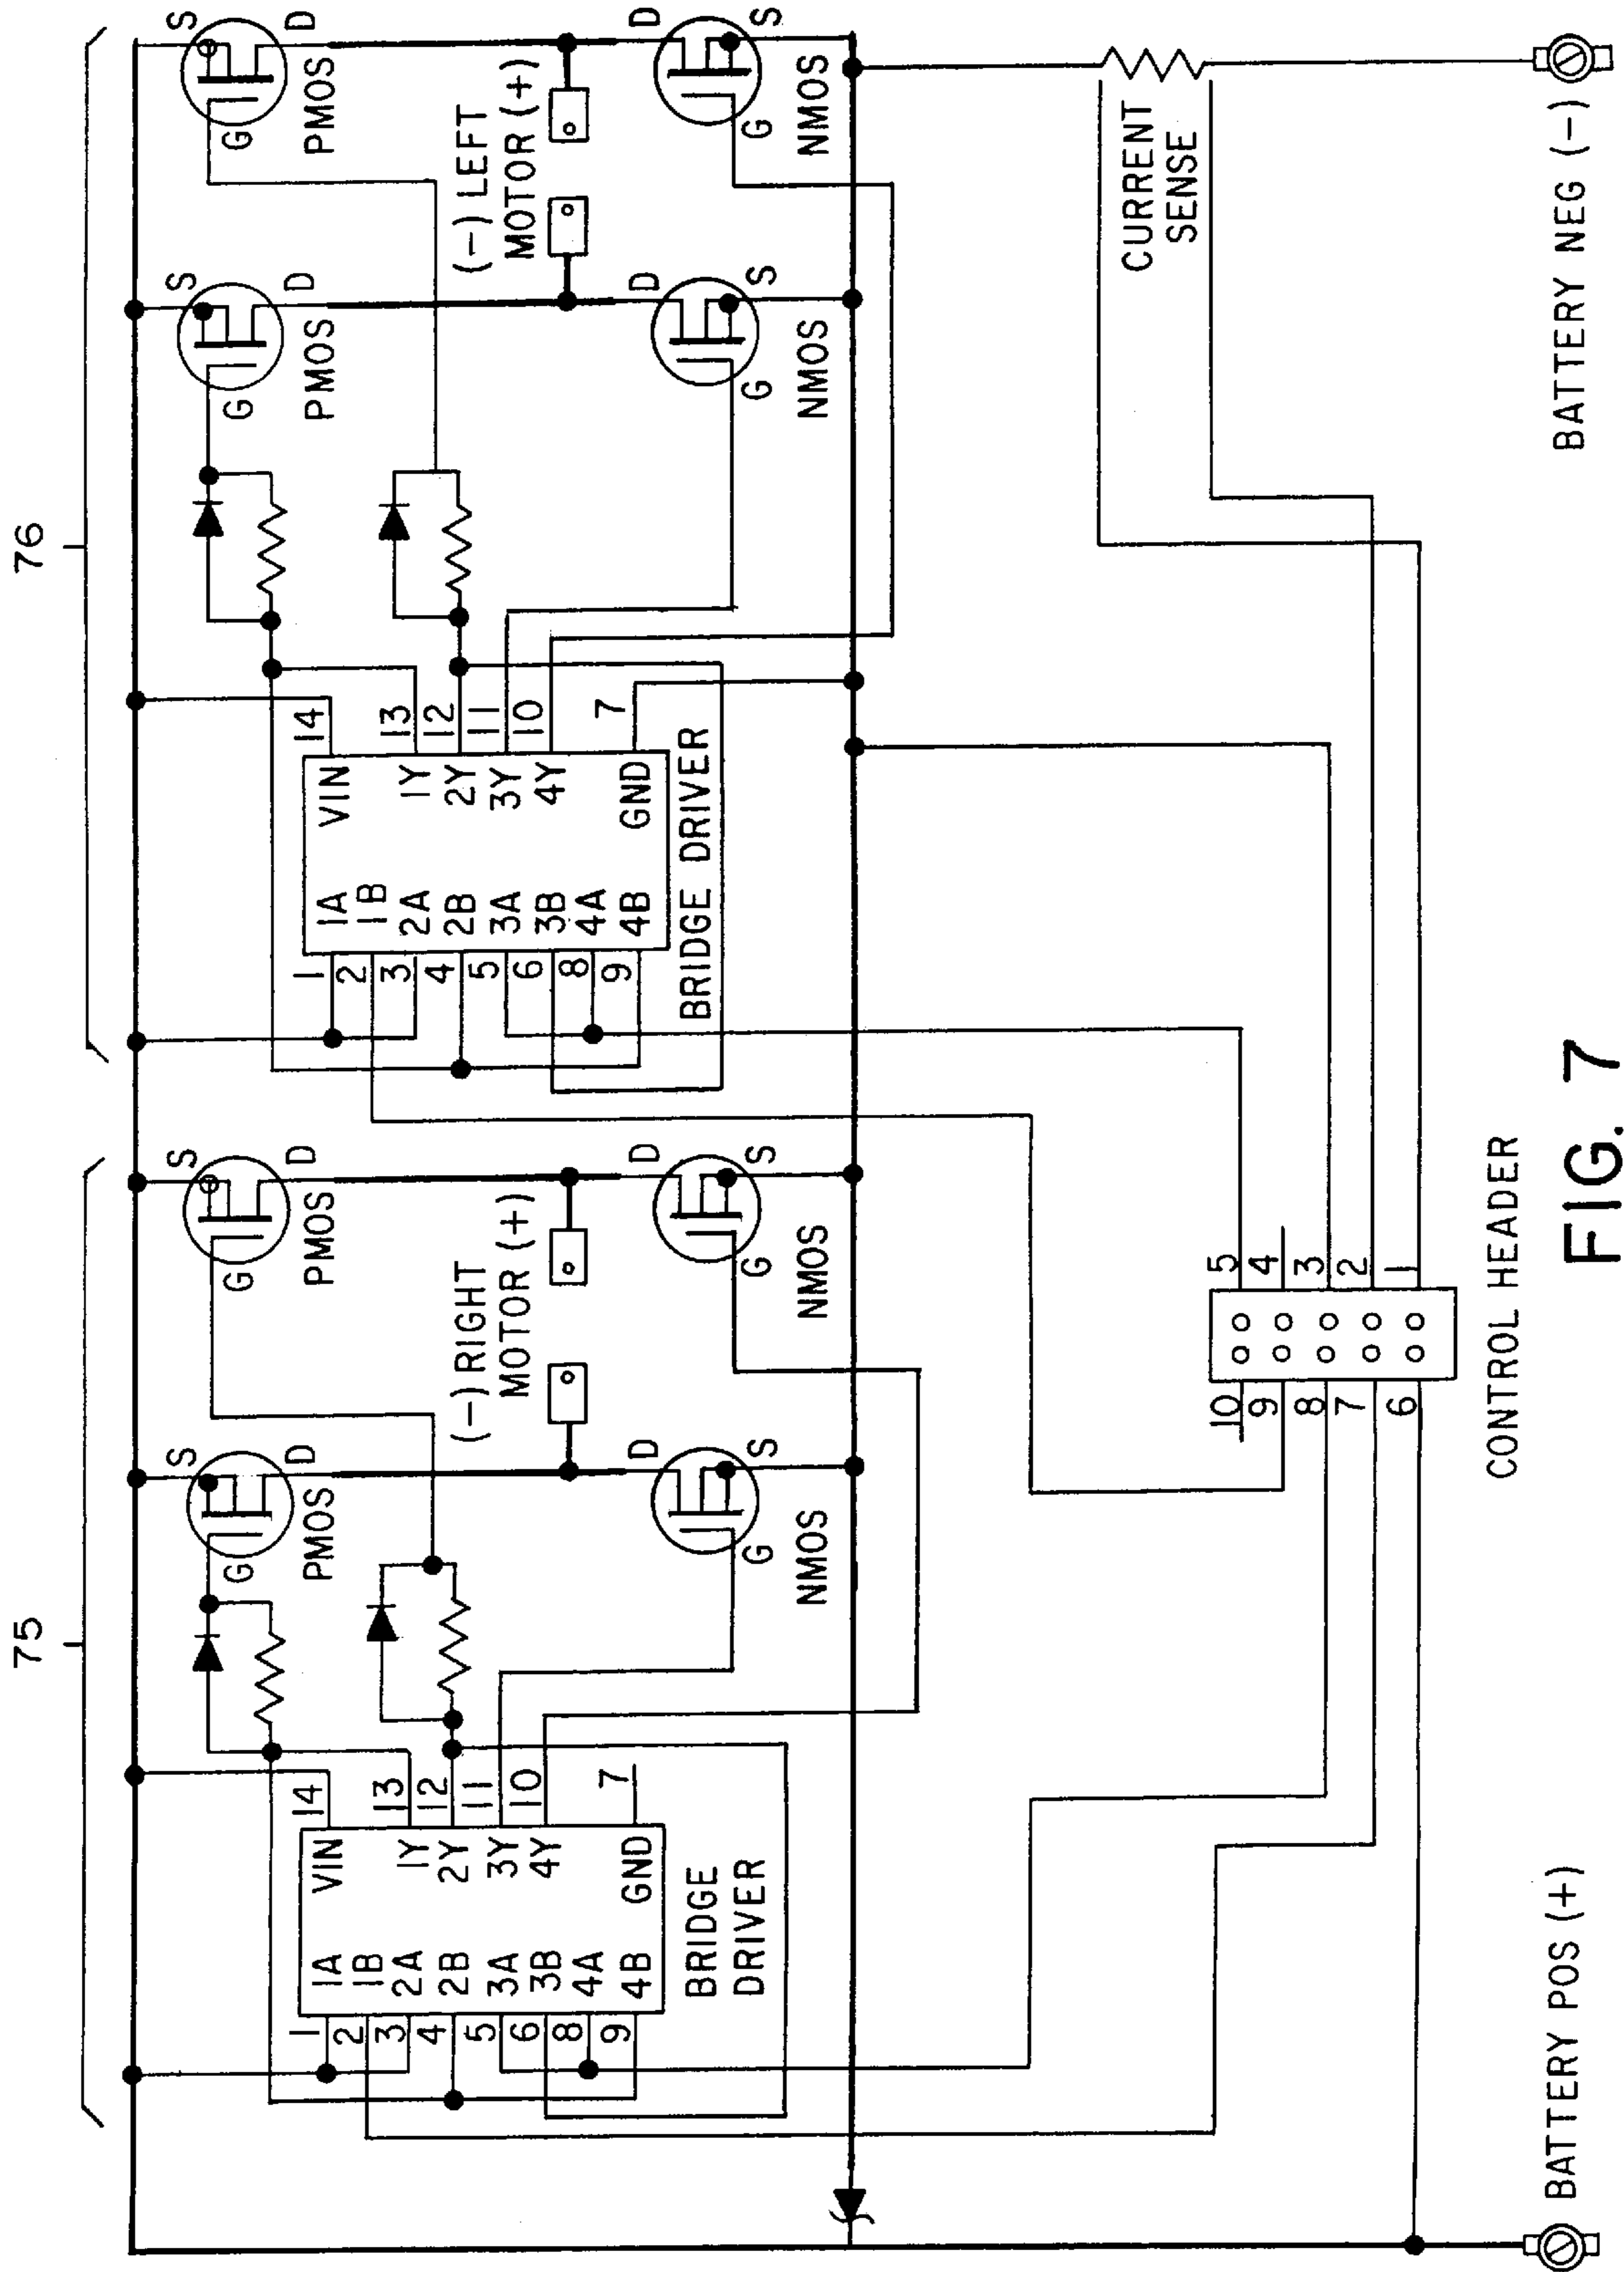 75
76
S
G
D
PMOS
S
G
D
PMOS
(-) RIGHT
MOTOR (+)
D
G
S
NMOS
D
G
S
NMOS
1
2
3
4
5
6
8
9
1A
1B
2A
2B
3A
3B
4A
4B
VIN
1Y
2Y
3Y
4Y
GND
14
13
12
11
10
7
BRIDGE
DRIVER
S
G
D
PMOS
S
G
D
PMOS
(-) LEFT
MOTOR (+)
D
G
S
NMOS
D
G
S
NMOS
1
2
3
4
5
6
8
9
1A
1B
2A
2B
3A
3B
4A
4B
VIN
1Y
2Y
3Y
4Y
GND
14
13
12
11
10
7
BRIDGE DRIVER
CURRENT
SENSE
10
9
8
7
6
5
4
3
2
1
CONTROL HEADER
BATTERY POS (+)
BATTERY NEG (-)
FIG. 7